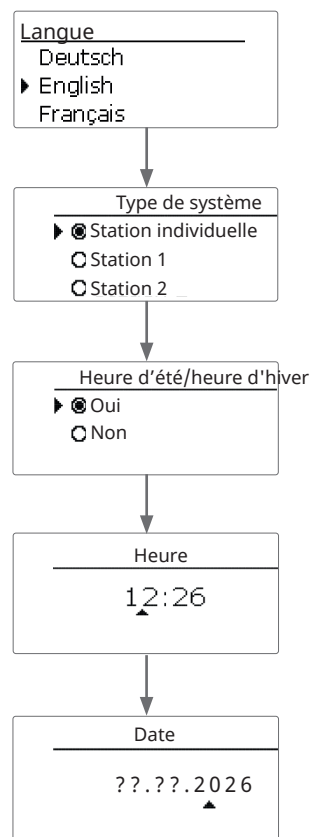 Langue
Deutsch
English
Français
Type de système
Station individuelle
Station 1
Station 2
Heure d'été/heure d'hiver
Oui
Non
Heure
12:26
Date
??.??.2026